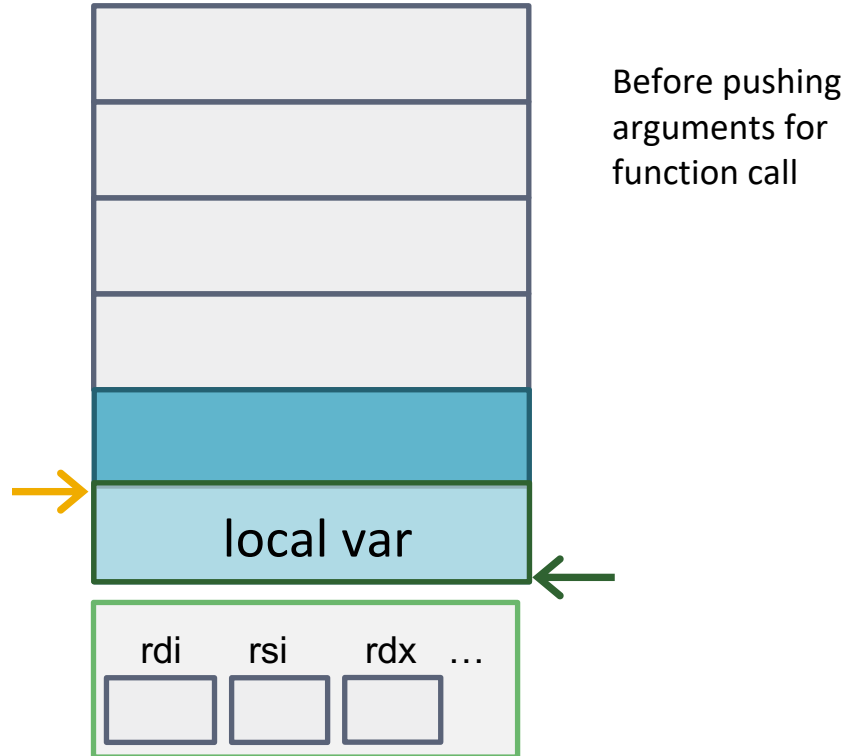 Before pushing
arguments for
function call
local var
rdi rsi rdx …